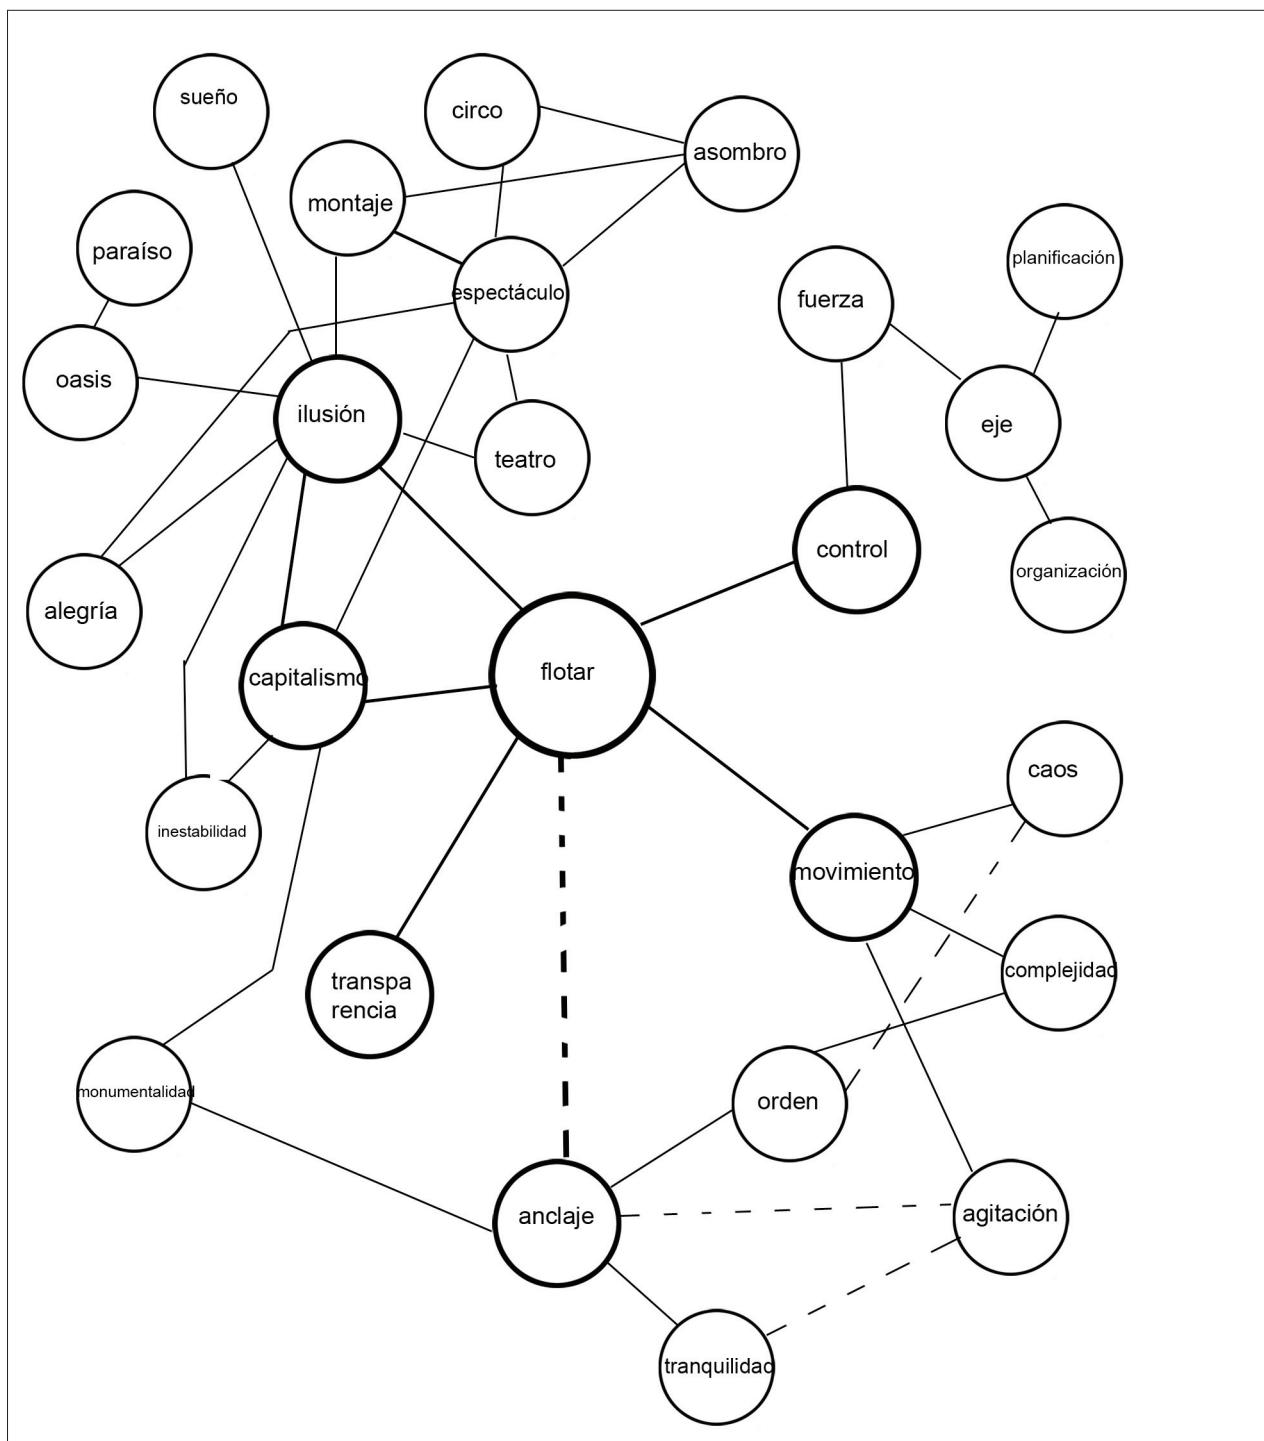 sueño
circo
asombro
montaje
paraíso
planificación
espectáculo
fuerza
oasis
ilusión
eje
teatro
control
organización
alegría
flotar
capitalismo
caos
inestabilidad
movimiento
complejidad
transpa
rencia
monumentalidad
orden
anclaje
agitación
tranquilidad